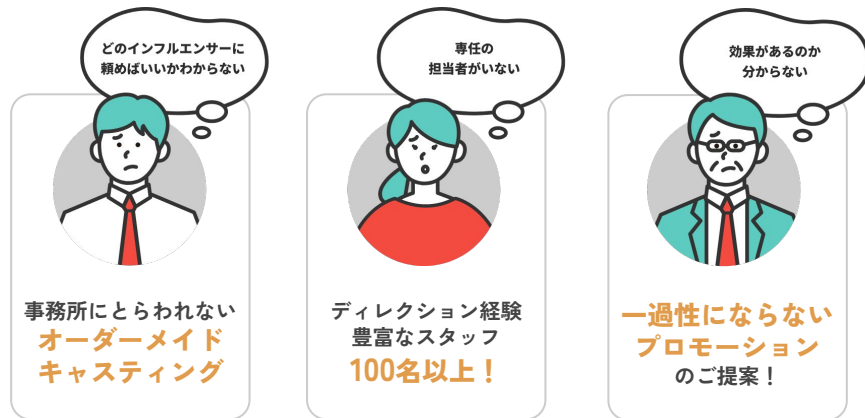 どのインフルエンサーに
頼めばいいかわからない
事務所にとらわれない
オーダーメイド
キャスティング
専任の
担当者がいない
ディレクション経験
豊富なスタッフ
100名以上！
効果があるのか
分からない
一過性にならない
プロモーション
のご提案！